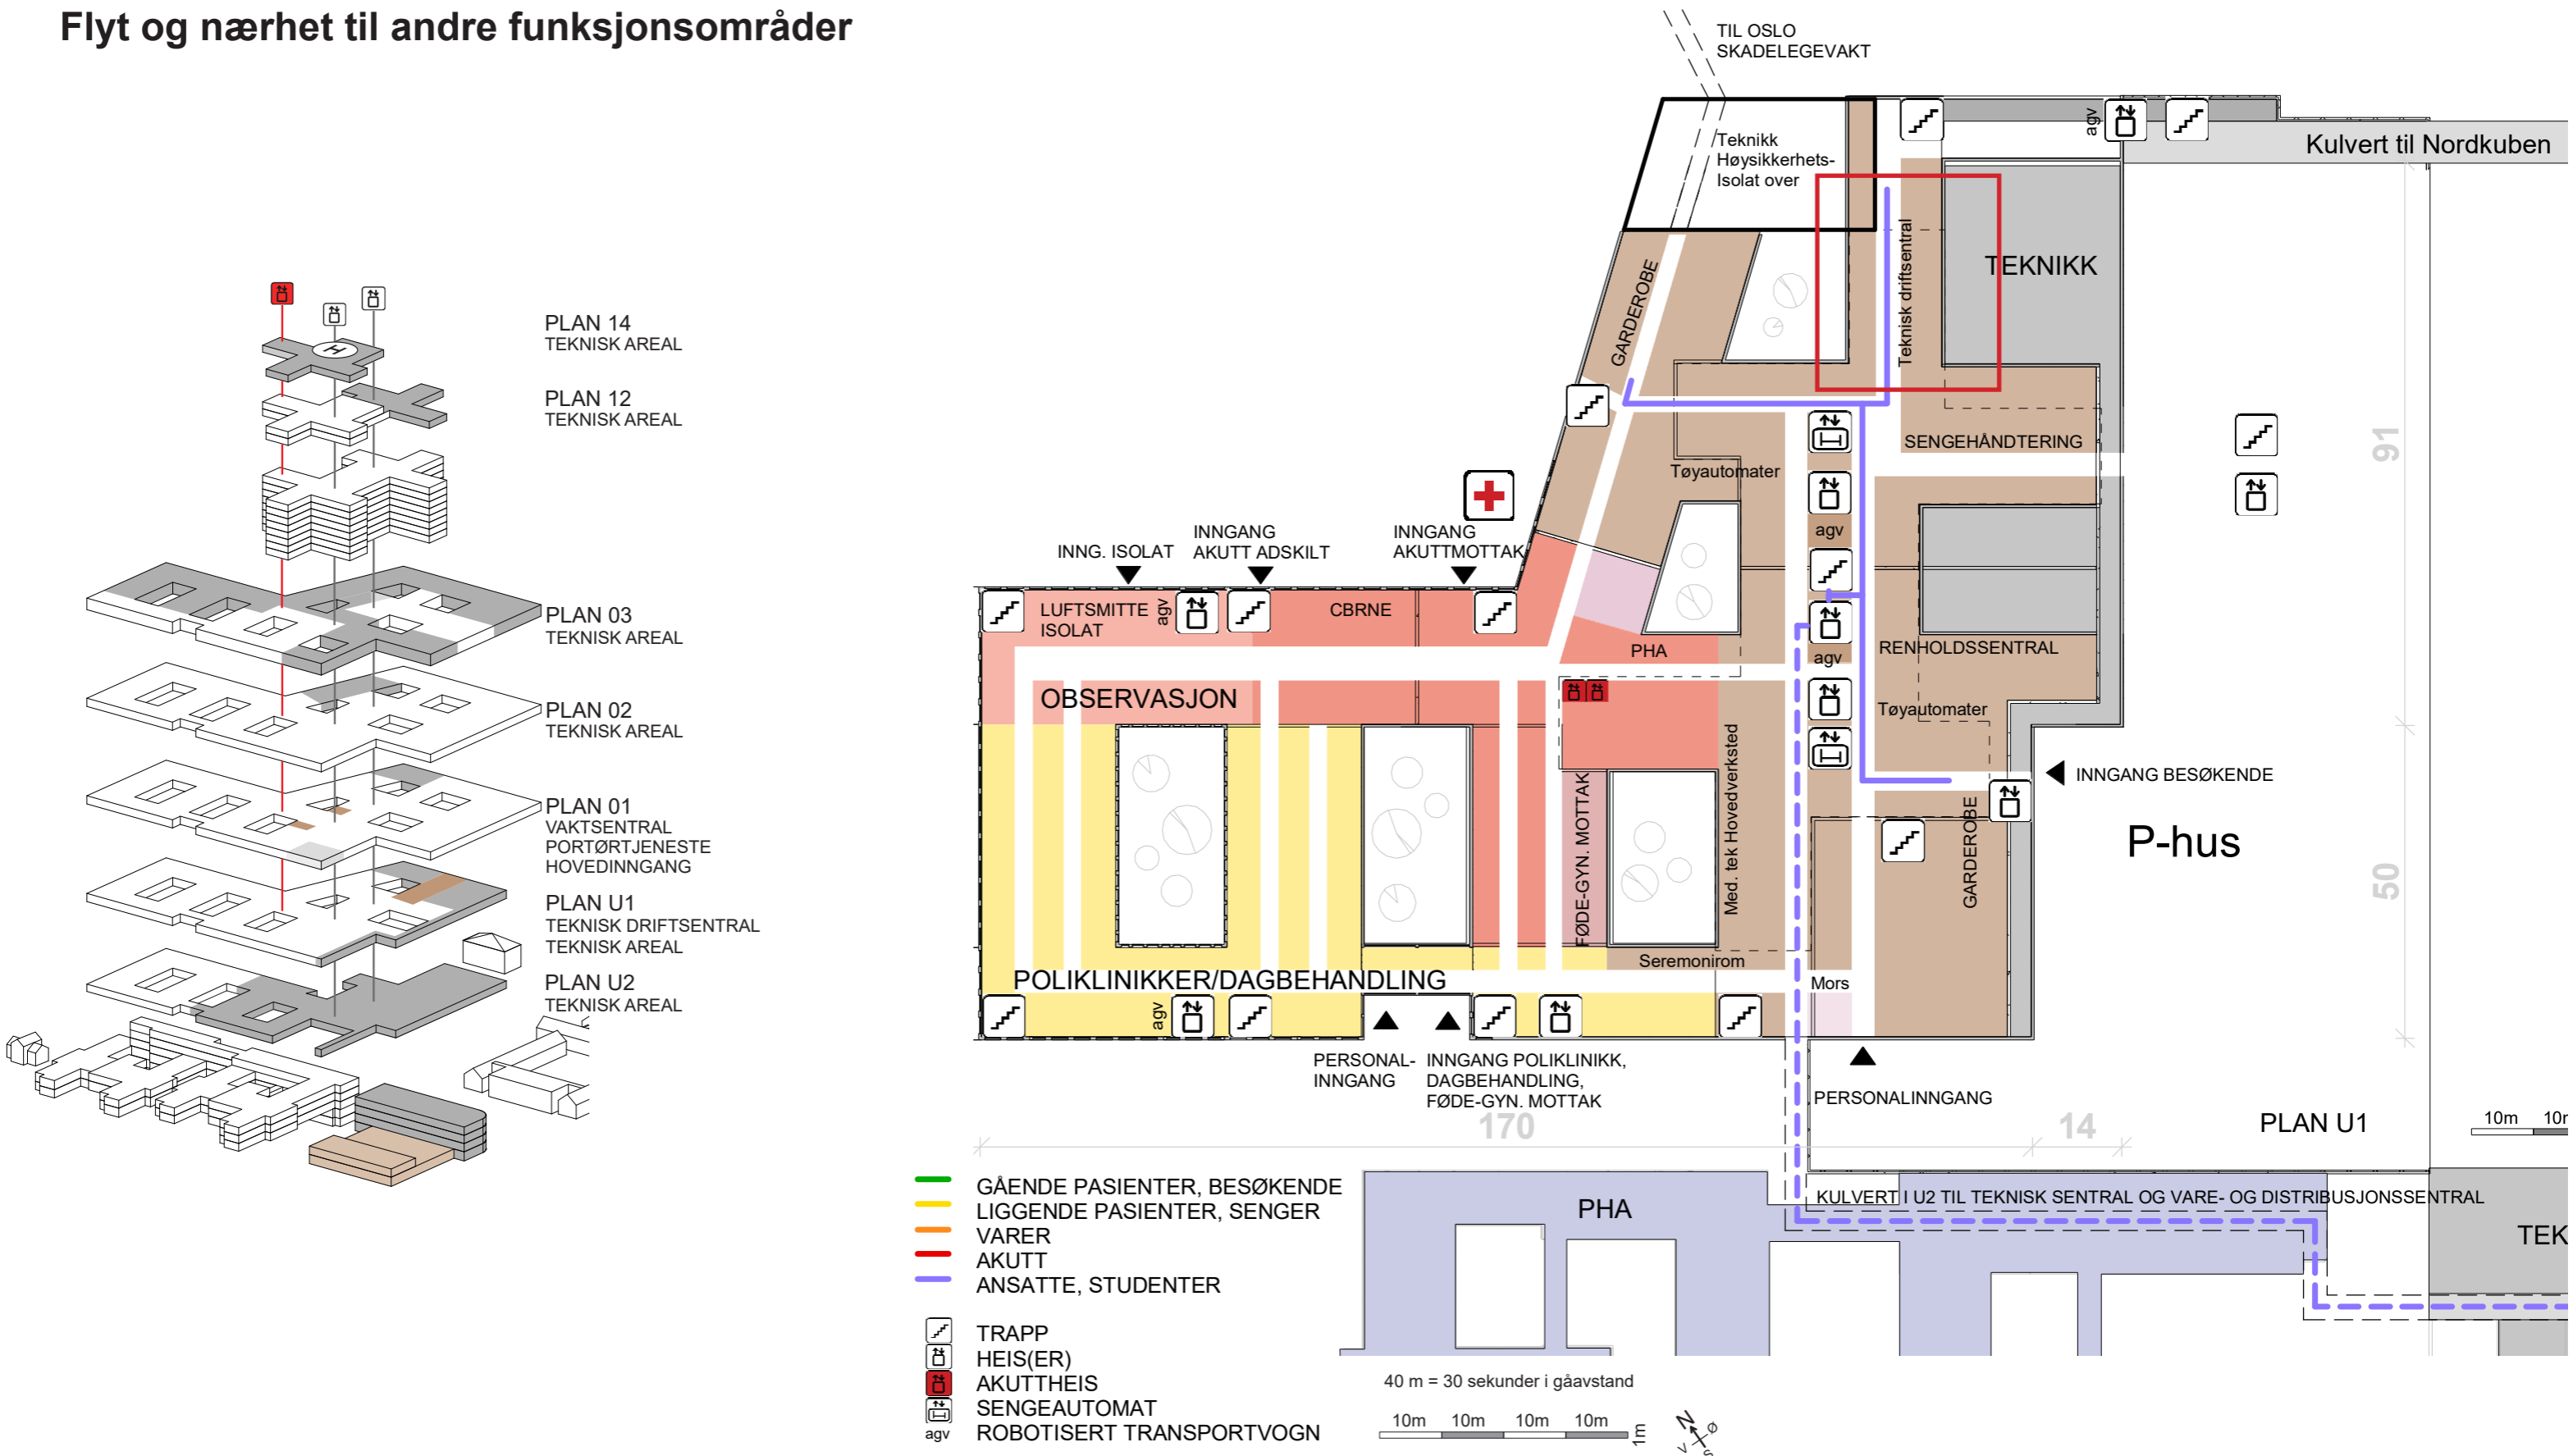 Flyt og nærhet til andre funksjonsområder
PLAN 14
TEKNISK AREAL
PLAN 12
TEKNISK AREAL
PLAN 03
TEKNISK AREAL
PLAN 02
TEKNISK AREAL
PLAN 01
VAKTSENTRAL
PORTØRTJENESTE
HOVEDINNGANG
PLAN U1
TEKNISK DRIFTSENTRAL
TEKNISK AREAL
PLAN U2
TEKNISK AREAL
H
TIL OSLO
SKADELEGEVAKT
Teknikk
Høysikkerhets-
Isolat over
agv
Kulvert til Nordkuben
GARDEROBE
Teknisk driftsentral
TEKNIKK
SENGEHÅNDTERING
Tøyautomater
agv
91
INNG. ISOLAT
INNGANG
AKUTT ADSKILT
INNGANG
AKUTTMOTTAK
LUFTSMITTE
ISOLAT
agv
CBRNE
PHA
agv
RENHOLDSSENTRAL
OBSERVASJON
Tøyautomater
Med. tek Hovedverksted
FØDE-GYN. MOTTAK
INNGANG BESØKENDE
GARDEROBE
P-hus
50
Seremonirom
POLIKLINIKKER/DAGBEHANDLING
Mors
agv
PERSONAL-
INNGANG
INNGANG POLIKLINIKK,
DAGBEHANDLING,
FØDE-GYN. MOTTAK
PERSONALINNGANG
170
14
PLAN U1
10m
KULVERT I U2 TIL TEKNISK SENTRAL OG VARE- OG DISTRIBUSJONSSENTRAL
PHA
TEK
GÅENDE PASIENTER, BESØKENDE
LIGGENDE PASIENTER, SENGER
VARER
AKUTT
ANSATTE, STUDENTER
TRAPP
HEIS(ER)
AKUTTHEIS
SENGEAUTOMAT
agv ROBOTISERT TRANSPORTVOGN
40 m = 30 sekunder i gåavstand
10m 10m 10m 10m
1m
N
Ø
V
S